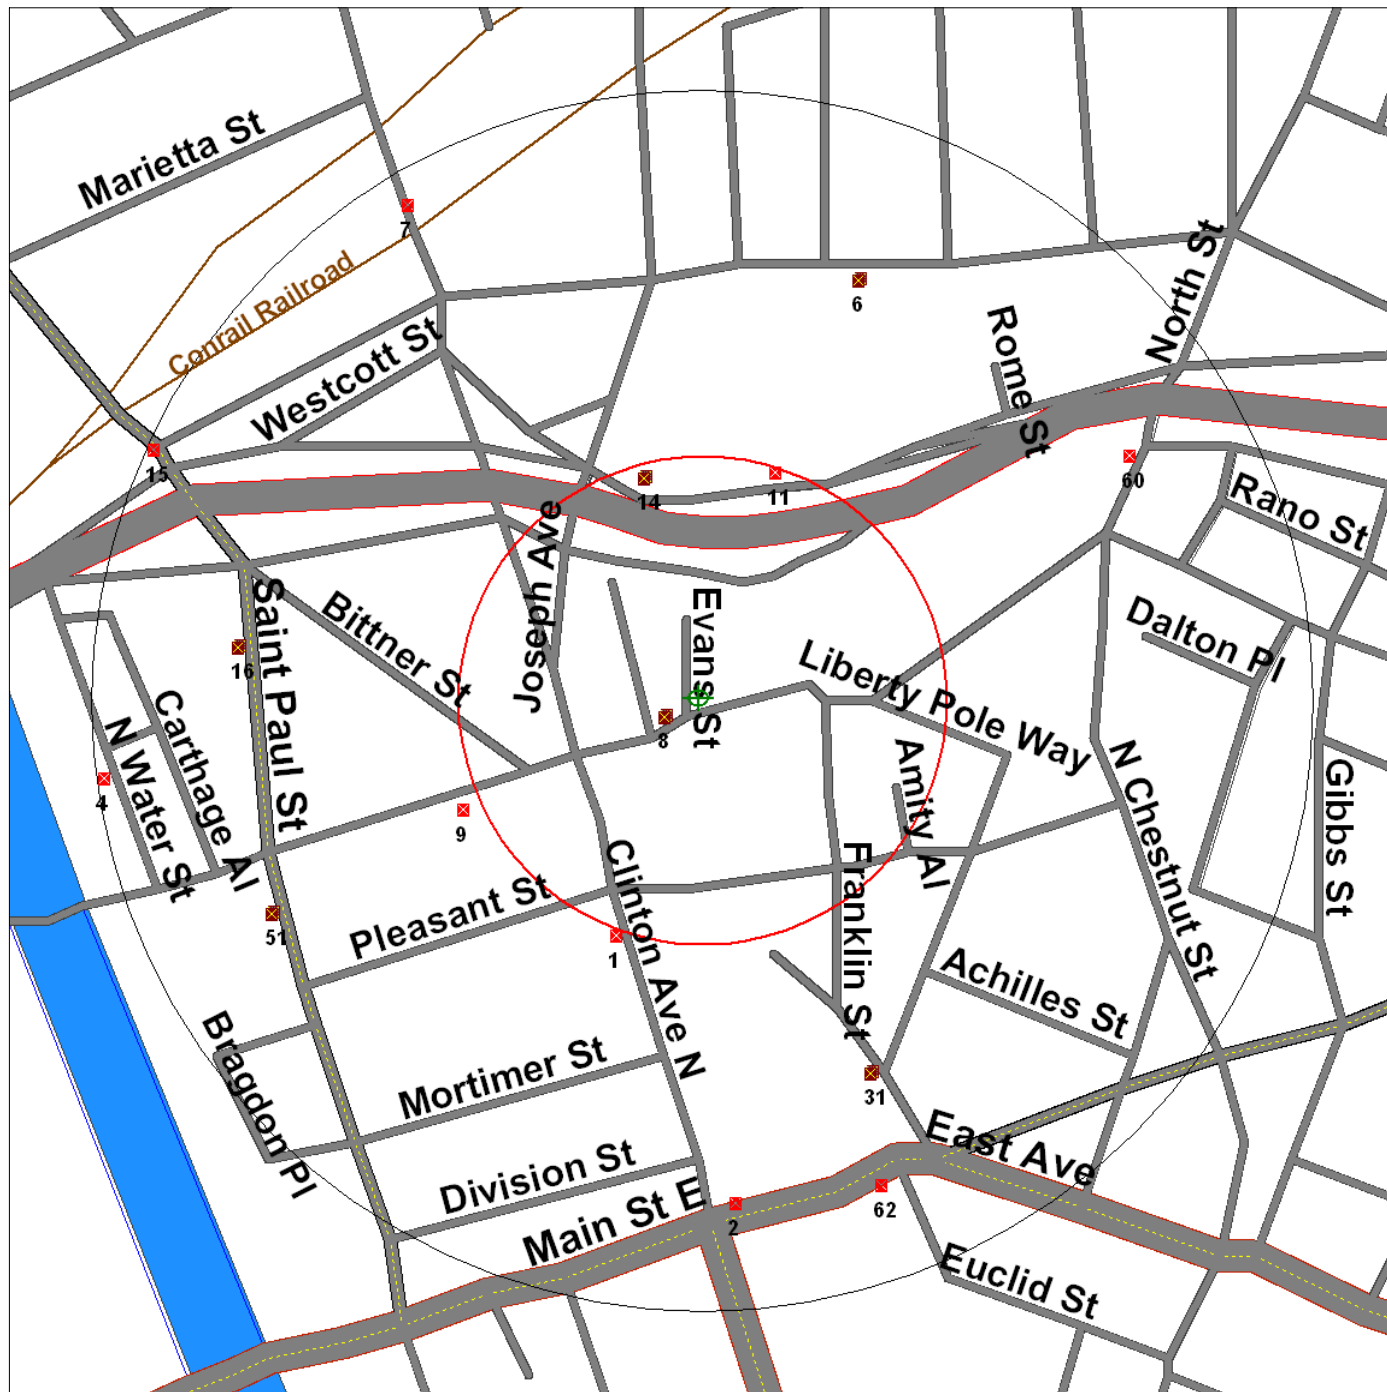 Marietta St
7
Conrail Railroad
6
North St
Rome St
Westcott St
15
14
11
60
Rano St
Joseph Ave
Saint Paul St
Bittner St
Evans St
Dalton Pl
16
Liberty Pole Way
Carthage Al
N Water St
8
4
9
Amity Al
N Chestnut St
Gibbs St
Clinton Ave N
Franklin St
Pleasant St
51
1
Achilles St
Bragdon Pl
Mortimer St
31
East Ave
Division St
Main St E
2
62
Euclid St